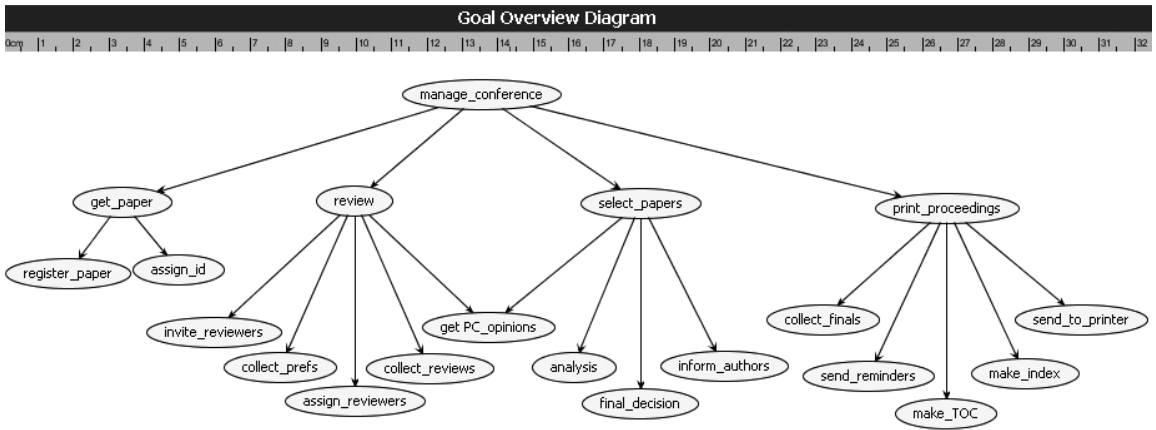 Goal Overview Diagram
0cm 1 2 3 4 5 6 7 8 9 10 11 12 13 14 15 16 17 18 19 20 21 22 23 24 25 26 27 28 29 30 31 32
manage_conference
get_paper review select_papers print_proceedings
register_paper assign_id
invite_reviewers get PC_opinions collect_finals send_to_printer
collect_prefs collect_reviews analysis inform_authors send_reminders make_index
assign_reviewers final_decision make_TOC